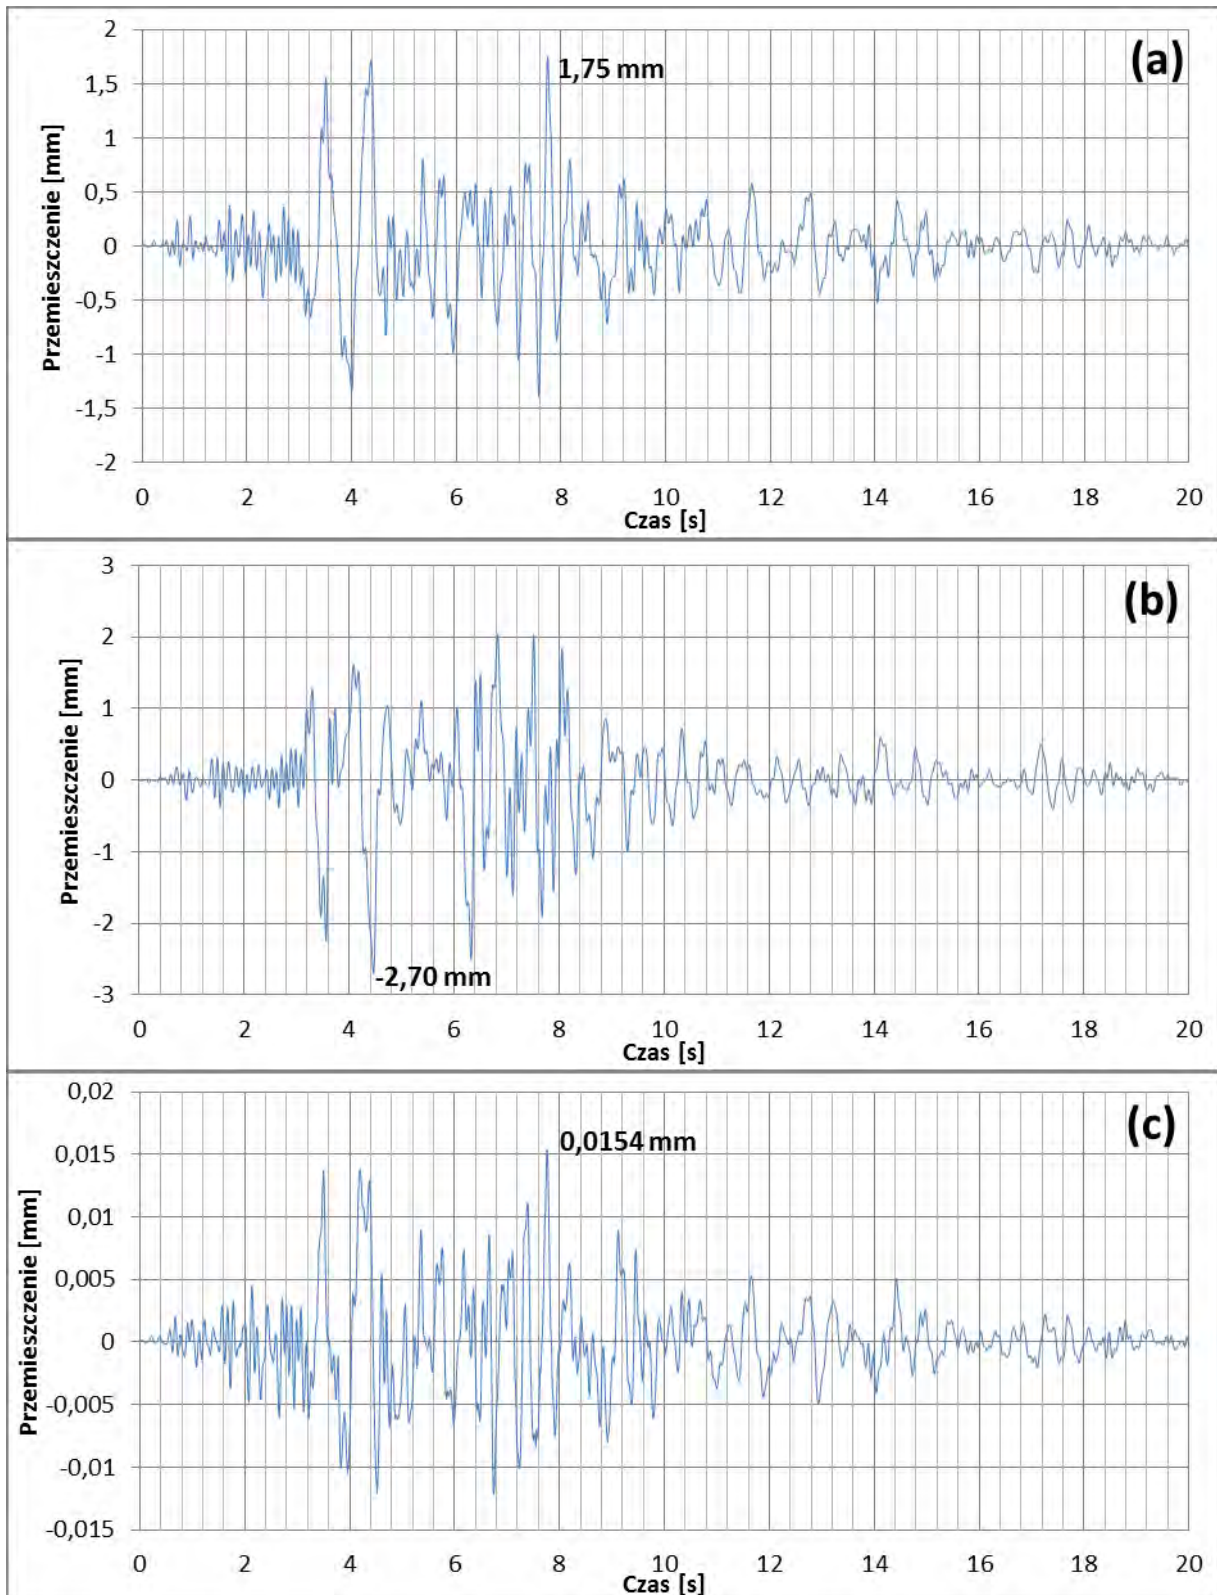 (a)
1,75 mm
Przemieszczenie [mm]
2
1,5
1
0,5
0
-0,5
-1
-1,5
-2
0 2 4 6 8 10 12 14 16 18 20
Czas [s]
(b)
-2,70 mm
Przemieszczenie [mm]
3
2
1
0
-1
-2
-3
0 2 4 6 8 10 12 14 16 18 20
Czas [s]
(c)
0,0154 mm
Przemieszczenie [mm]
0,02
0,015
0,01
0,005
0
-0,005
-0,01
-0,015
0 2 4 6 8 10 12 14 16 18 20
Czas [s]